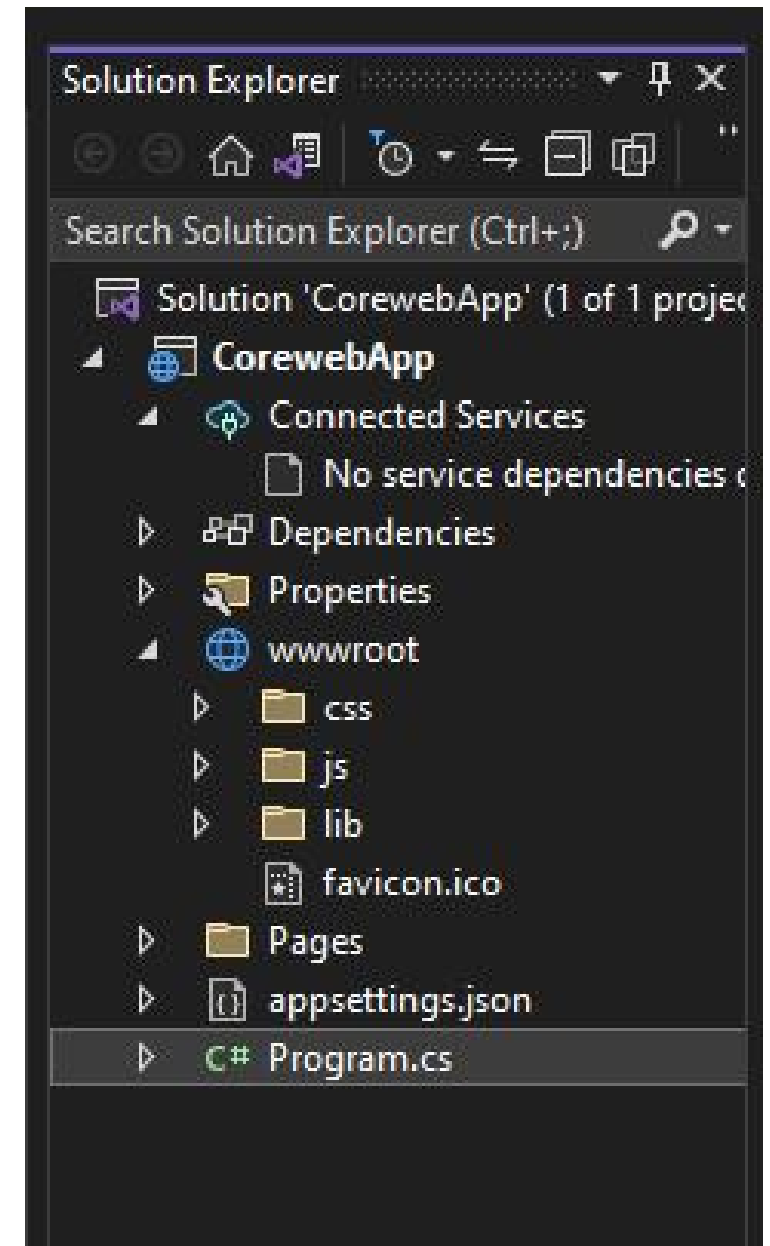 Solution Explorer
Search Solution Explorer (Ctrl+;)
Solution 'CorewebApp' (1 of 1 projec
CorewebApp
Connected Services
No service dependencies
Dependencies
Properties
wwwroot
css
js
lib
favicon.ico
Pages
appsettings.json
C# Program.cs